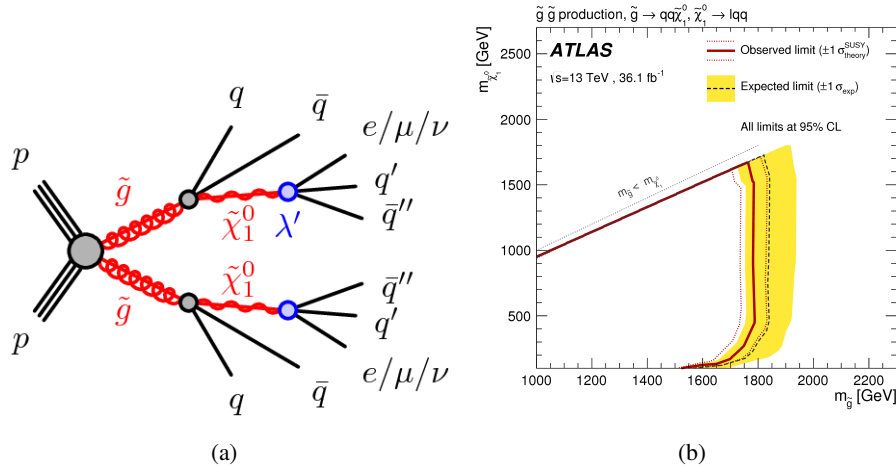 q
q̄
e/μ/ν
p
g̃
q'
χ̃₁⁰
λ'
q̄''
χ̃₁⁰
q̄''
g̃
q'
p
e/μ/ν
q
q̄
(a)
g̃ g̃ production, g̃ → qqχ̃₁⁰, χ̃₁⁰ → lqq
m_χ̃₁⁰ [GeV]
2500
2000
1500
1000
500
ATLAS
√s=13 TeV , 36.1 fb⁻¹
Observed limit (±1 σ_theory^SUSY)
Expected limit (±1 σ_exp)
All limits at 95% CL
m_g̃ < m_χ̃₁⁰
1000 1200 1400 1600 1800 2000 2200
m_g̃ [GeV]
(b)